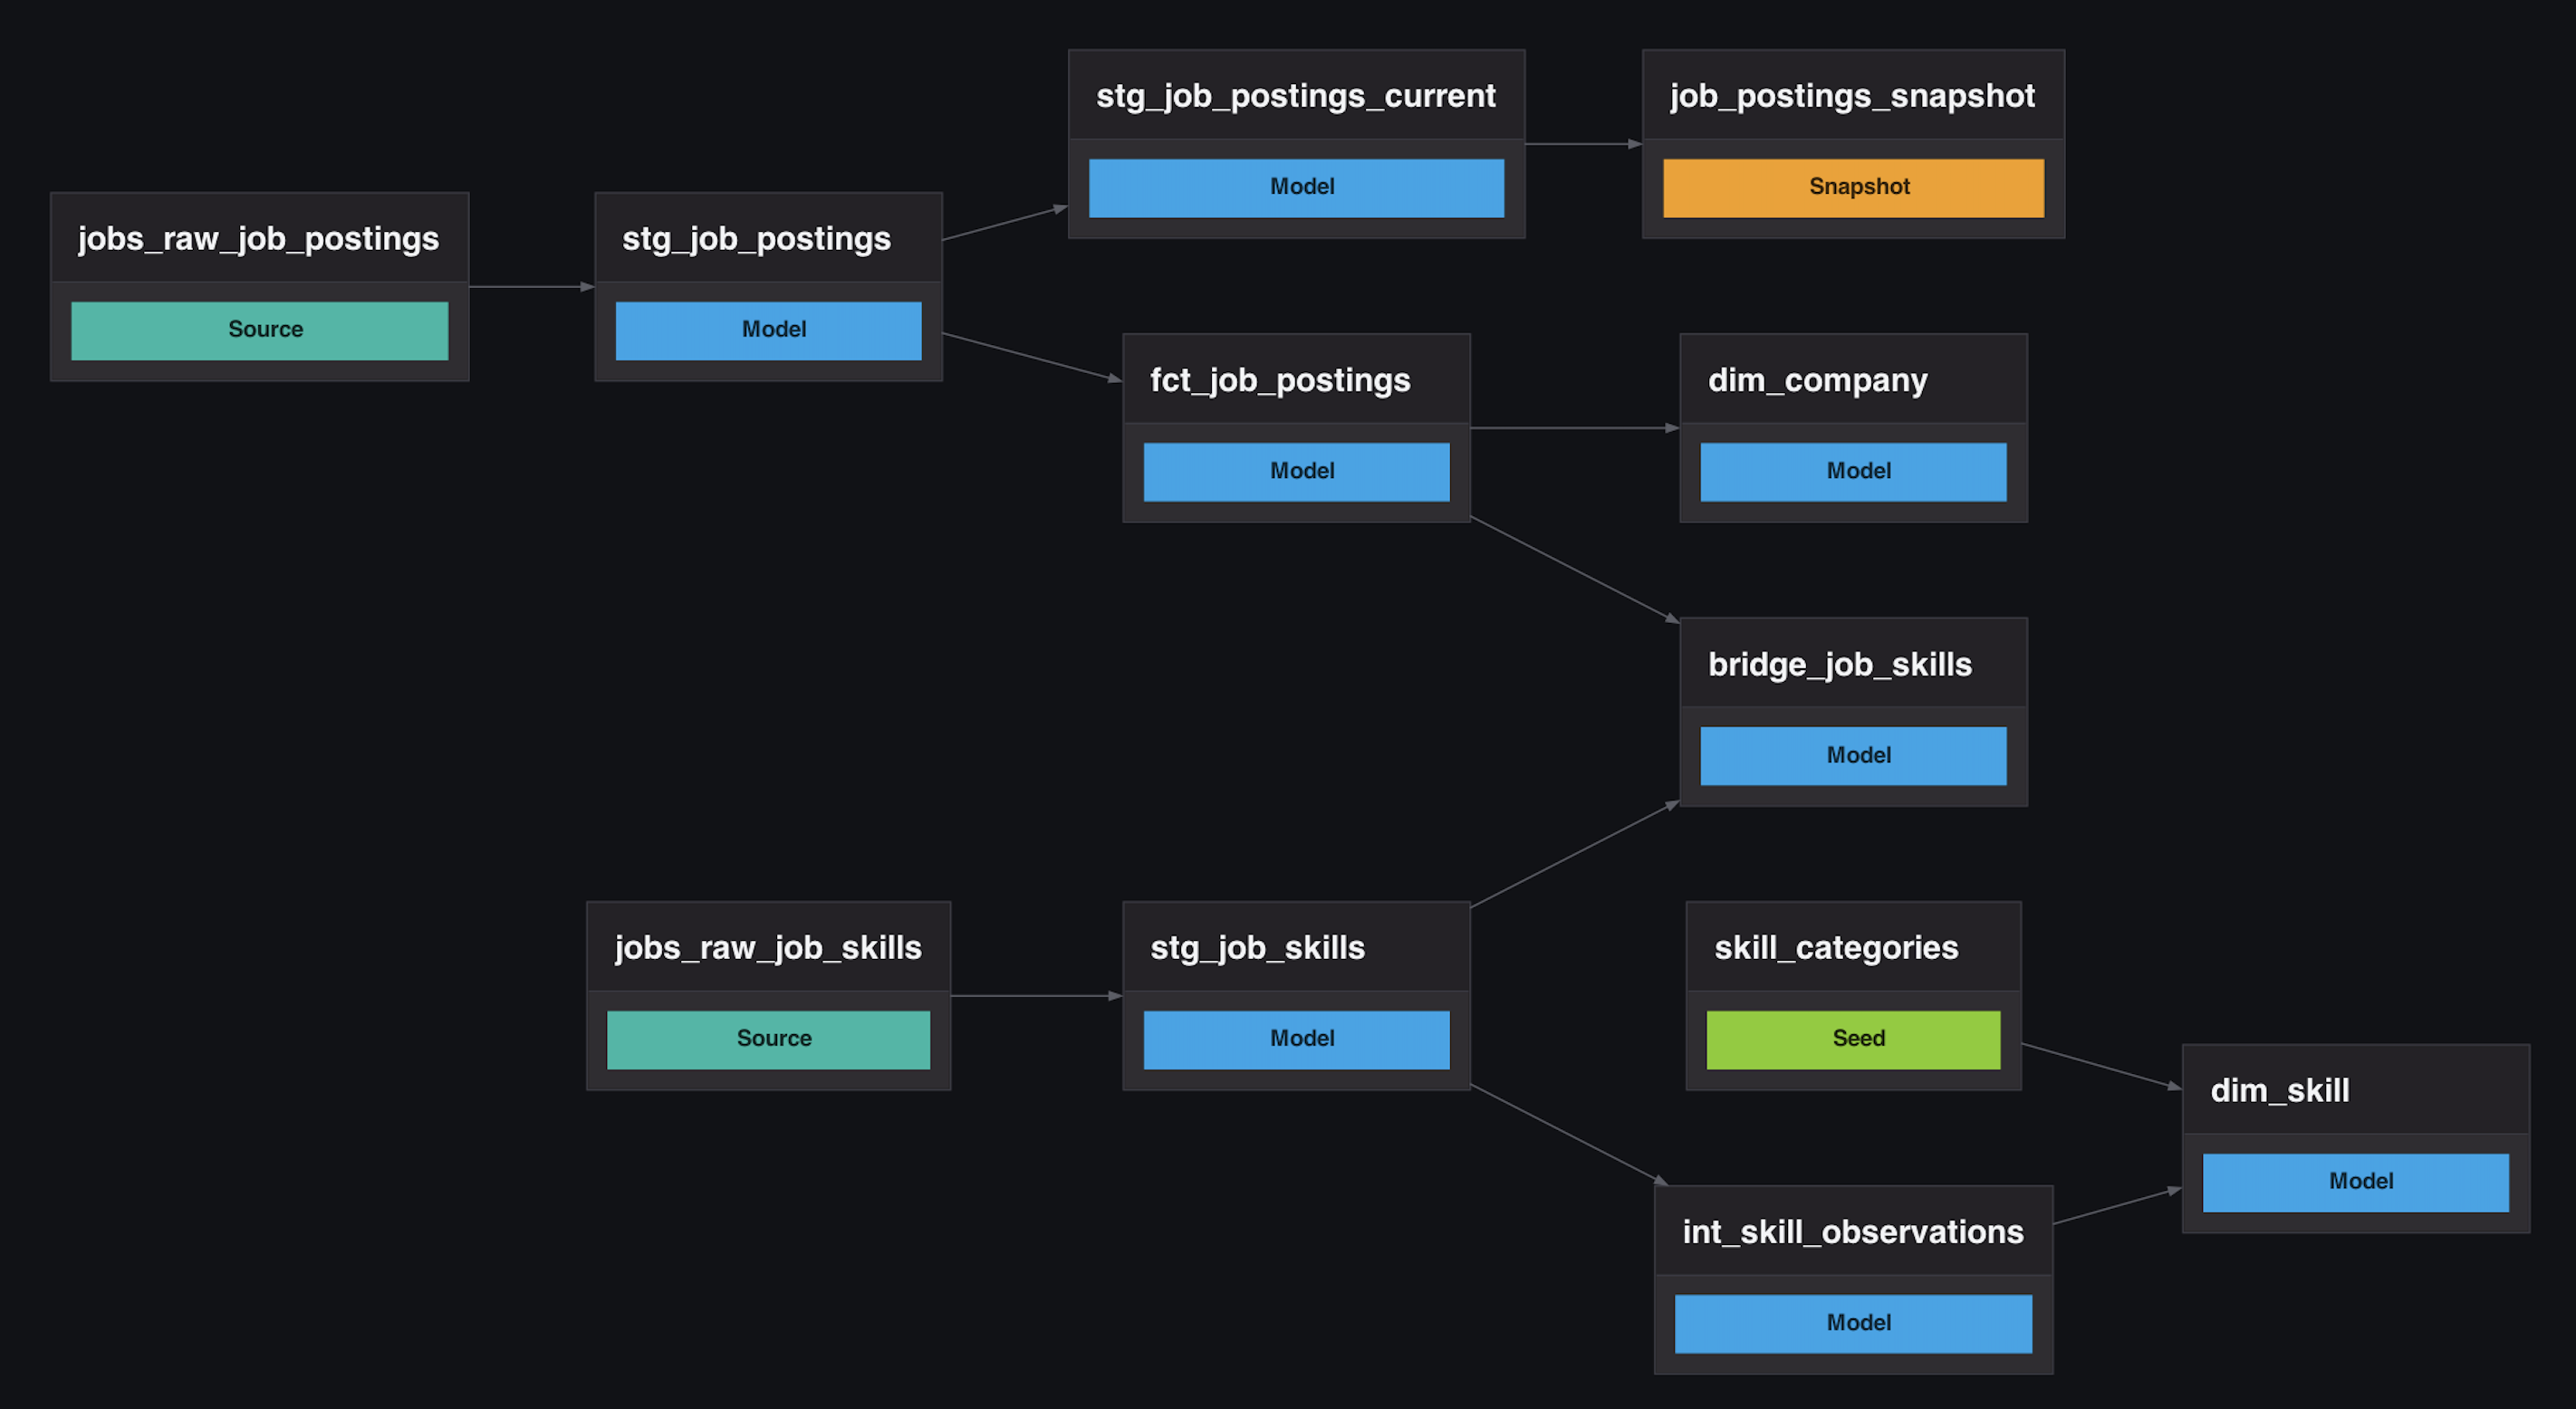 stg_job_postings_current
Model
job_postings_snapshot
Snapshot
jobs_raw_job_postings
Source
stg_job_postings
Model
fct_job_postings
Model
dim_company
Model
bridge_job_skills
Model
jobs_raw_job_skills
Source
stg_job_skills
Model
skill_categories
Seed
dim_skill
Model
int_skill_observations
Model